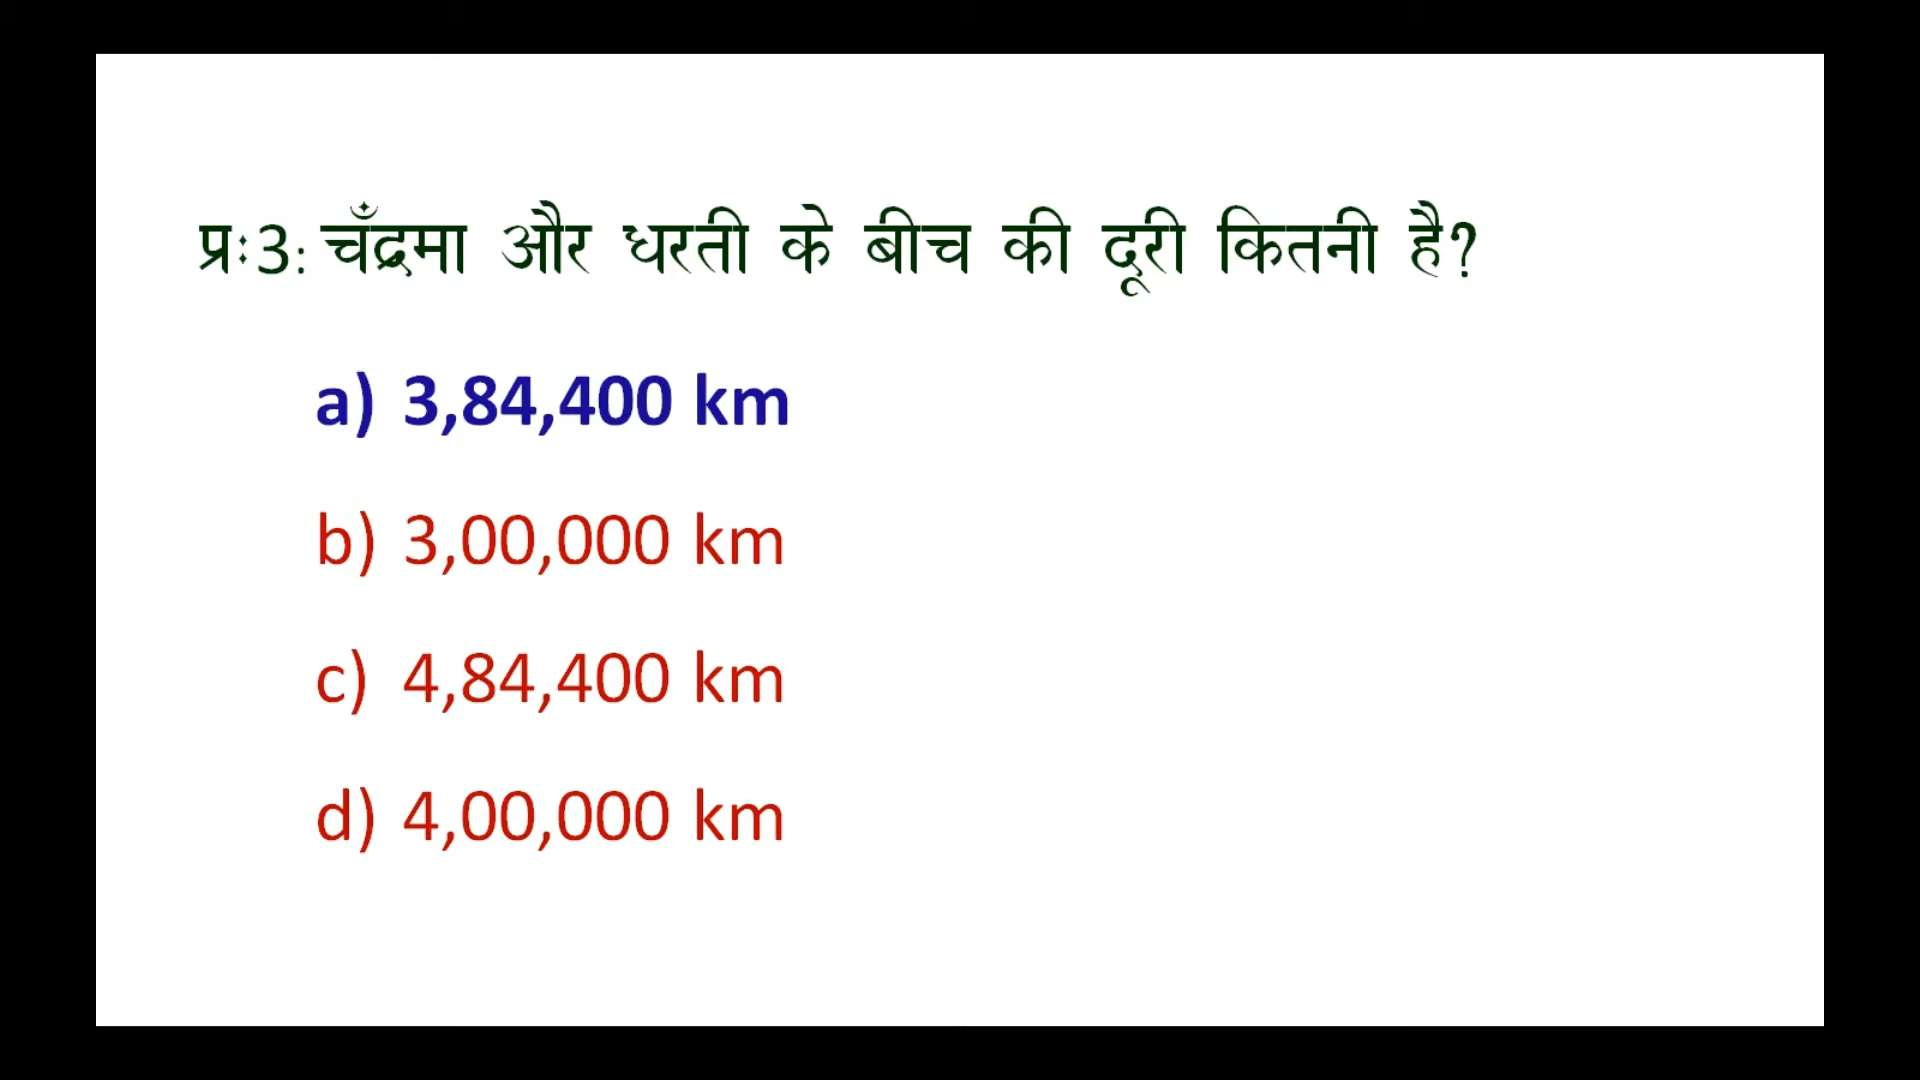 प्रः3: चँद्रमा और धरती के बीच की दूरी कितनी है?
a) 3,84,400 km
b) 3,00,000 km
c) 4,84,400 km
d) 4,00,000 km